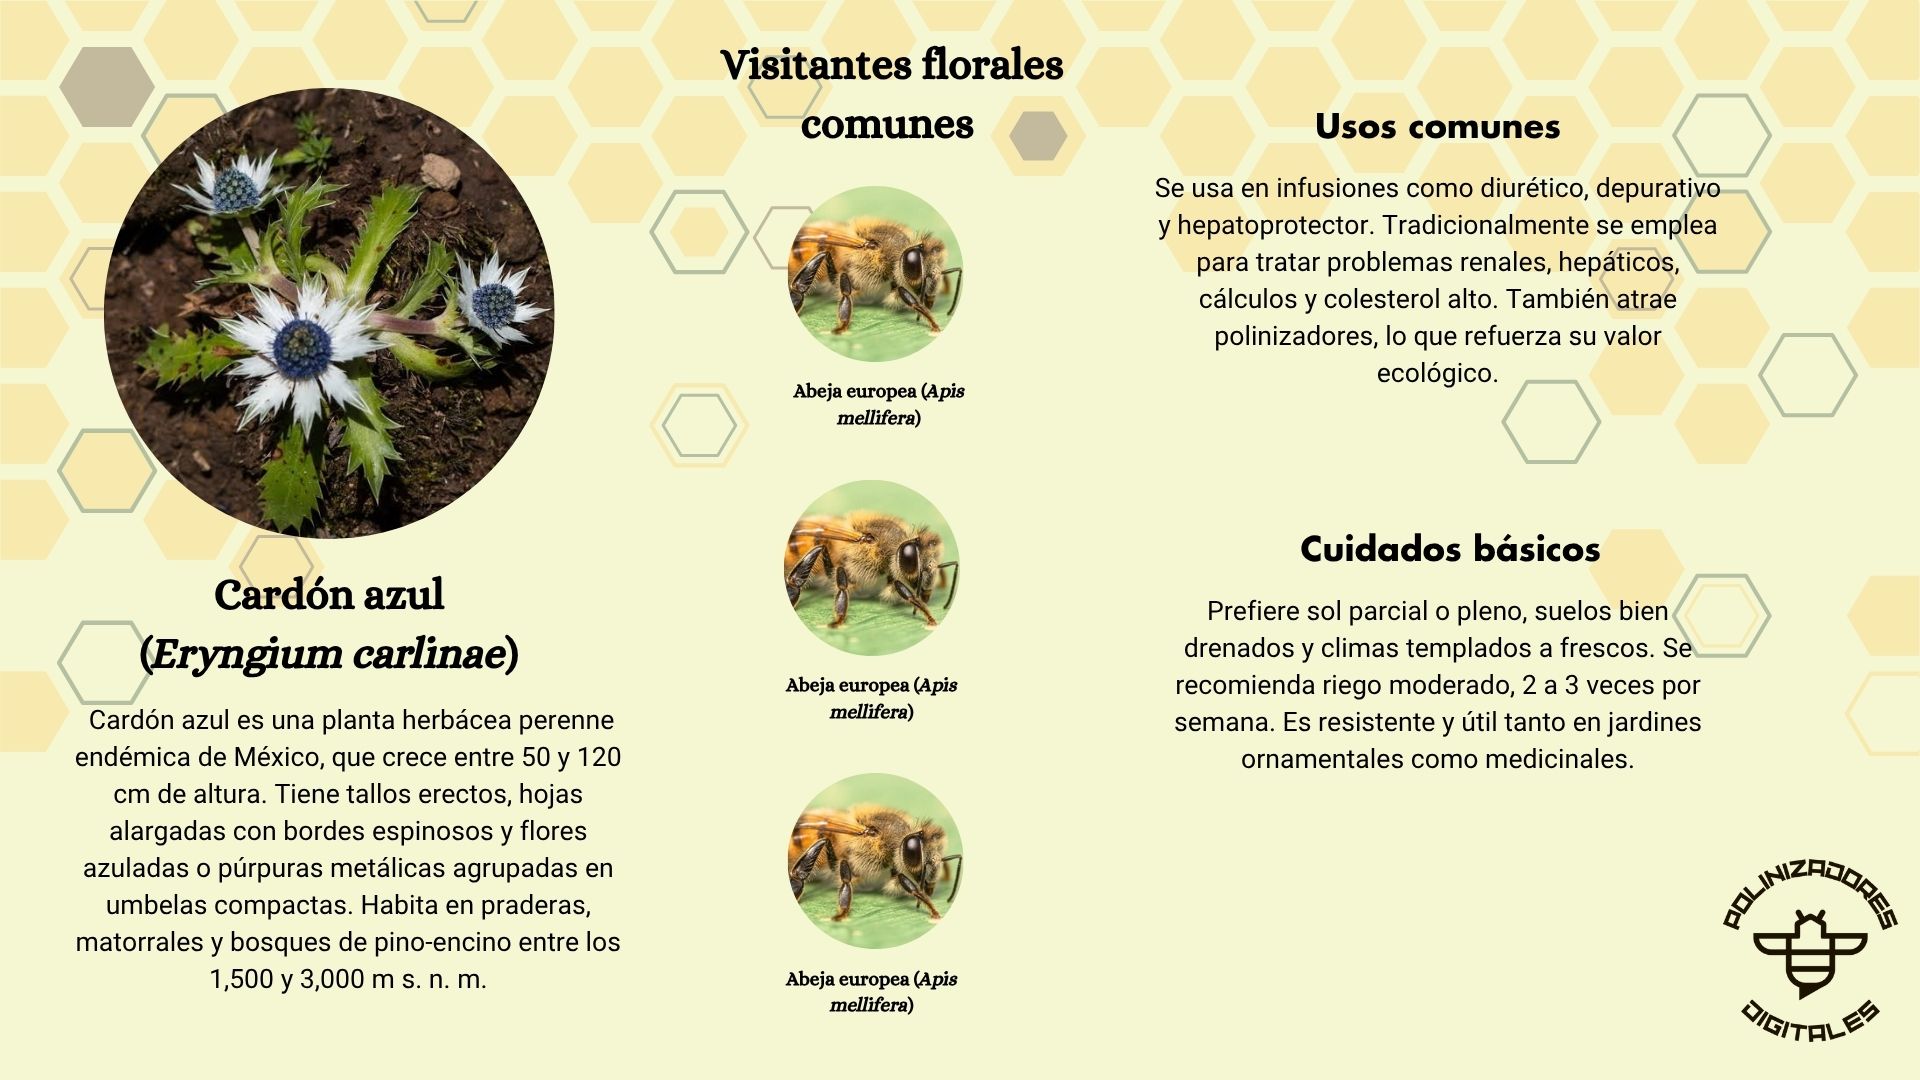 Cardón azul
(Eryngium carlinae)
Cardón azul es una planta herbácea perenne
endémica de México, que crece entre 50 y 120
cm de altura. Tiene tallos erectos, hojas
alargadas con bordes espinosos y flores
azuladas o púrpuras metálicas agrupadas en
umbelas compactas. Habita en praderas,
matorrales y bosques de pino-encino entre los
1,500 y 3,000 m s. n. m.
Visitantes florales
comunes
Abeja europea (Apis
mellifera)
Abeja europea (Apis
mellifera)
Abeja europea (Apis
mellifera)
Usos comunes
Se usa en infusiones como diurético, depurativo
y hepatoprotector. Tradicionalmente se emplea
para tratar problemas renales, hepáticos,
cálculos y colesterol alto. También atrae
polinizadores, lo que refuerza su valor
ecológico.
Cuidados básicos
Prefiere sol parcial o pleno, suelos bien
drenados y climas templados a frescos. Se
recomienda riego moderado, 2 a 3 veces por
semana. Es resistente y útil tanto en jardines
ornamentales como medicinales.
POLINIZADORES
DIGITALES